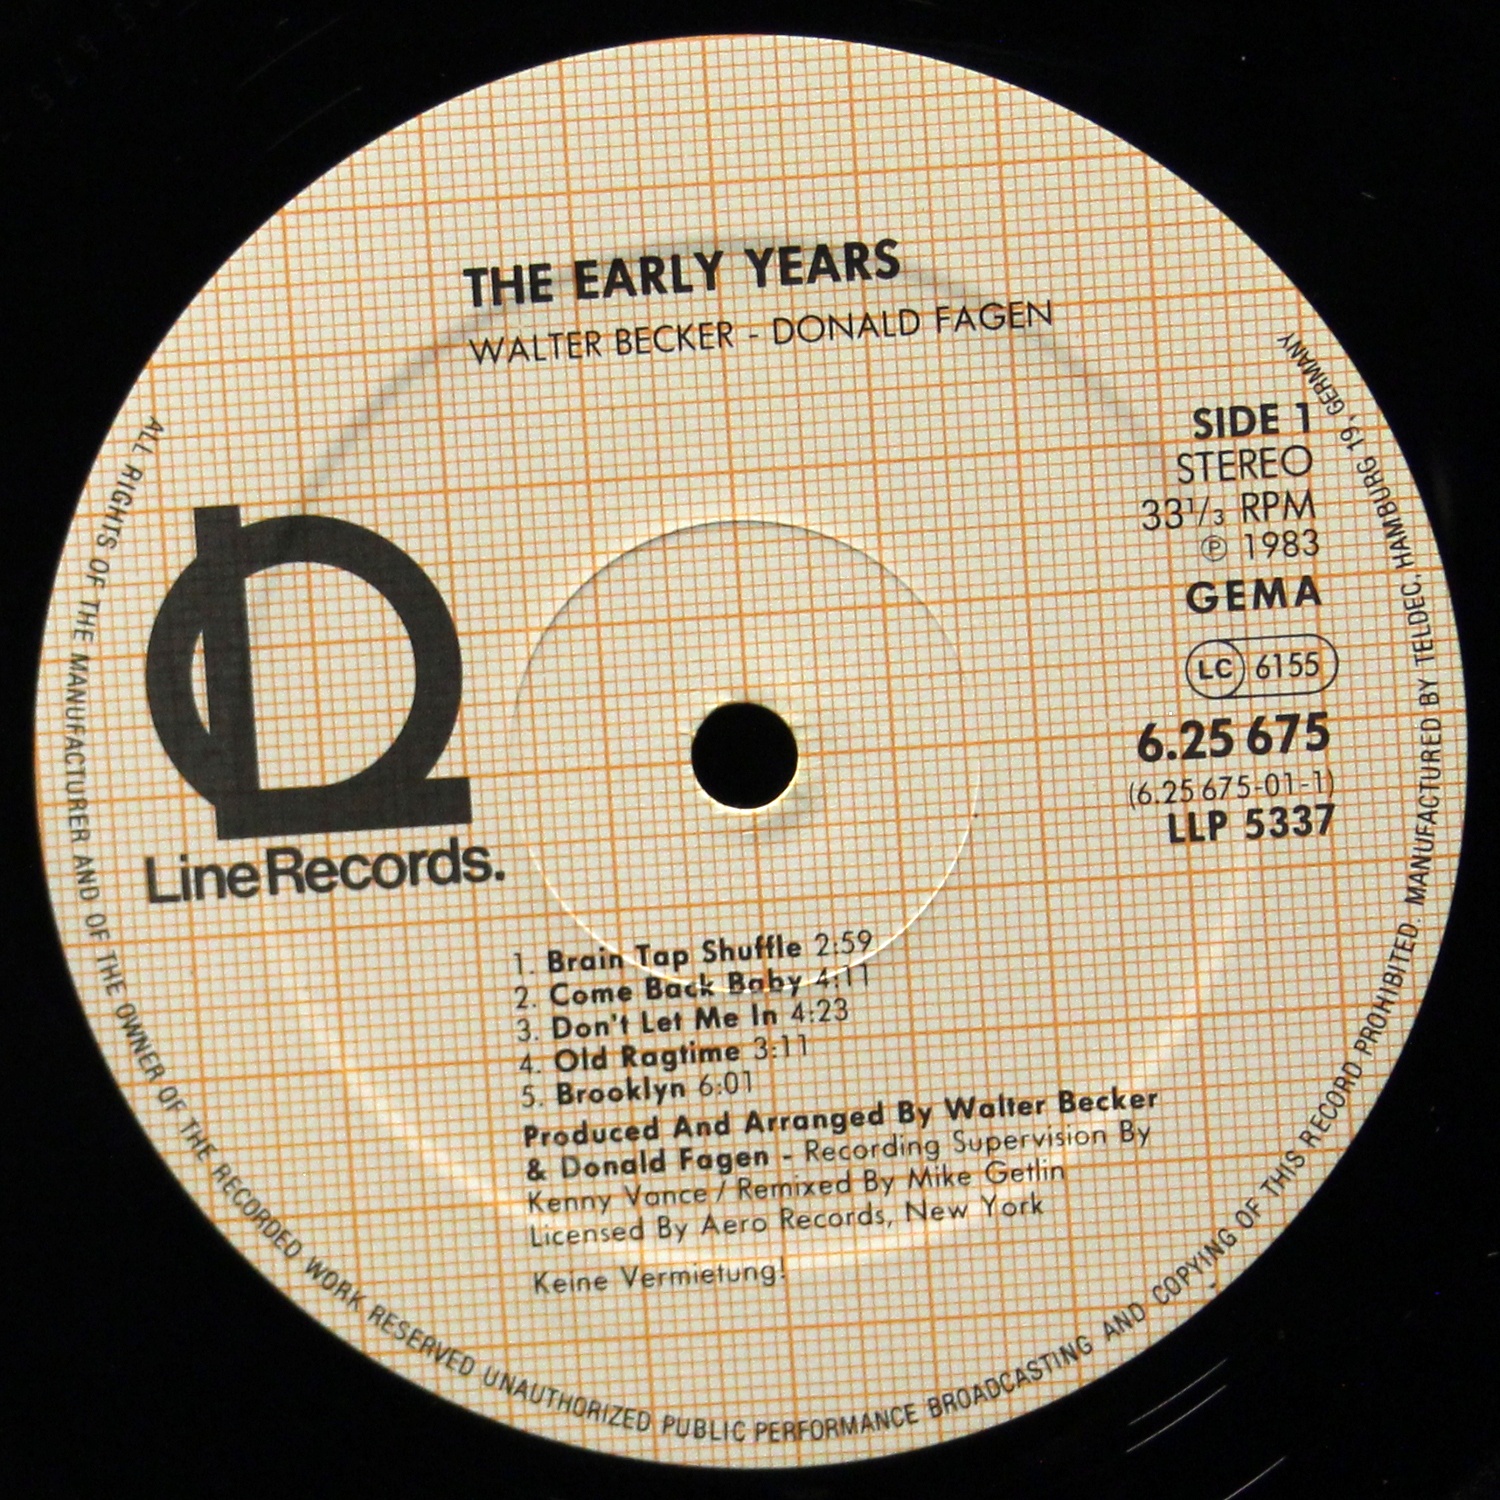 THE EARLY YEARS
WALTER BECKER - DONALD FAGEN
SIDE 1
STEREO
33⅓ RPM
Ⓟ 1983
GEMA
LC 6155
6.25 675
(6.25 675-01-1)
LLP 5337
Line Records.
1. Brain Tap Shuffle 2:59
2. Come Back Baby 4:11
3. Don't Let Me In 4:23
4. Old Ragtime 3:11
5. Brooklyn 6:01
Produced And Arranged By Walter Becker
& Donald Fagen - Recording Supervision By
Kenny Vance / Remixed By Mike Getlin
Licensed By Aero Records, New York
Keine Vermietung!
ALL RIGHTS OF THE MANUFACTURER AND OF THE OWNER OF THE RECORDED WORK RESERVED UNAUTHORIZED PUBLIC PERFORMANCE BROADCASTING AND COPYING OF THIS RECORD PROHIBITED. MANUFACTURED BY TELDEC, HAMBURG 19, GERMANY